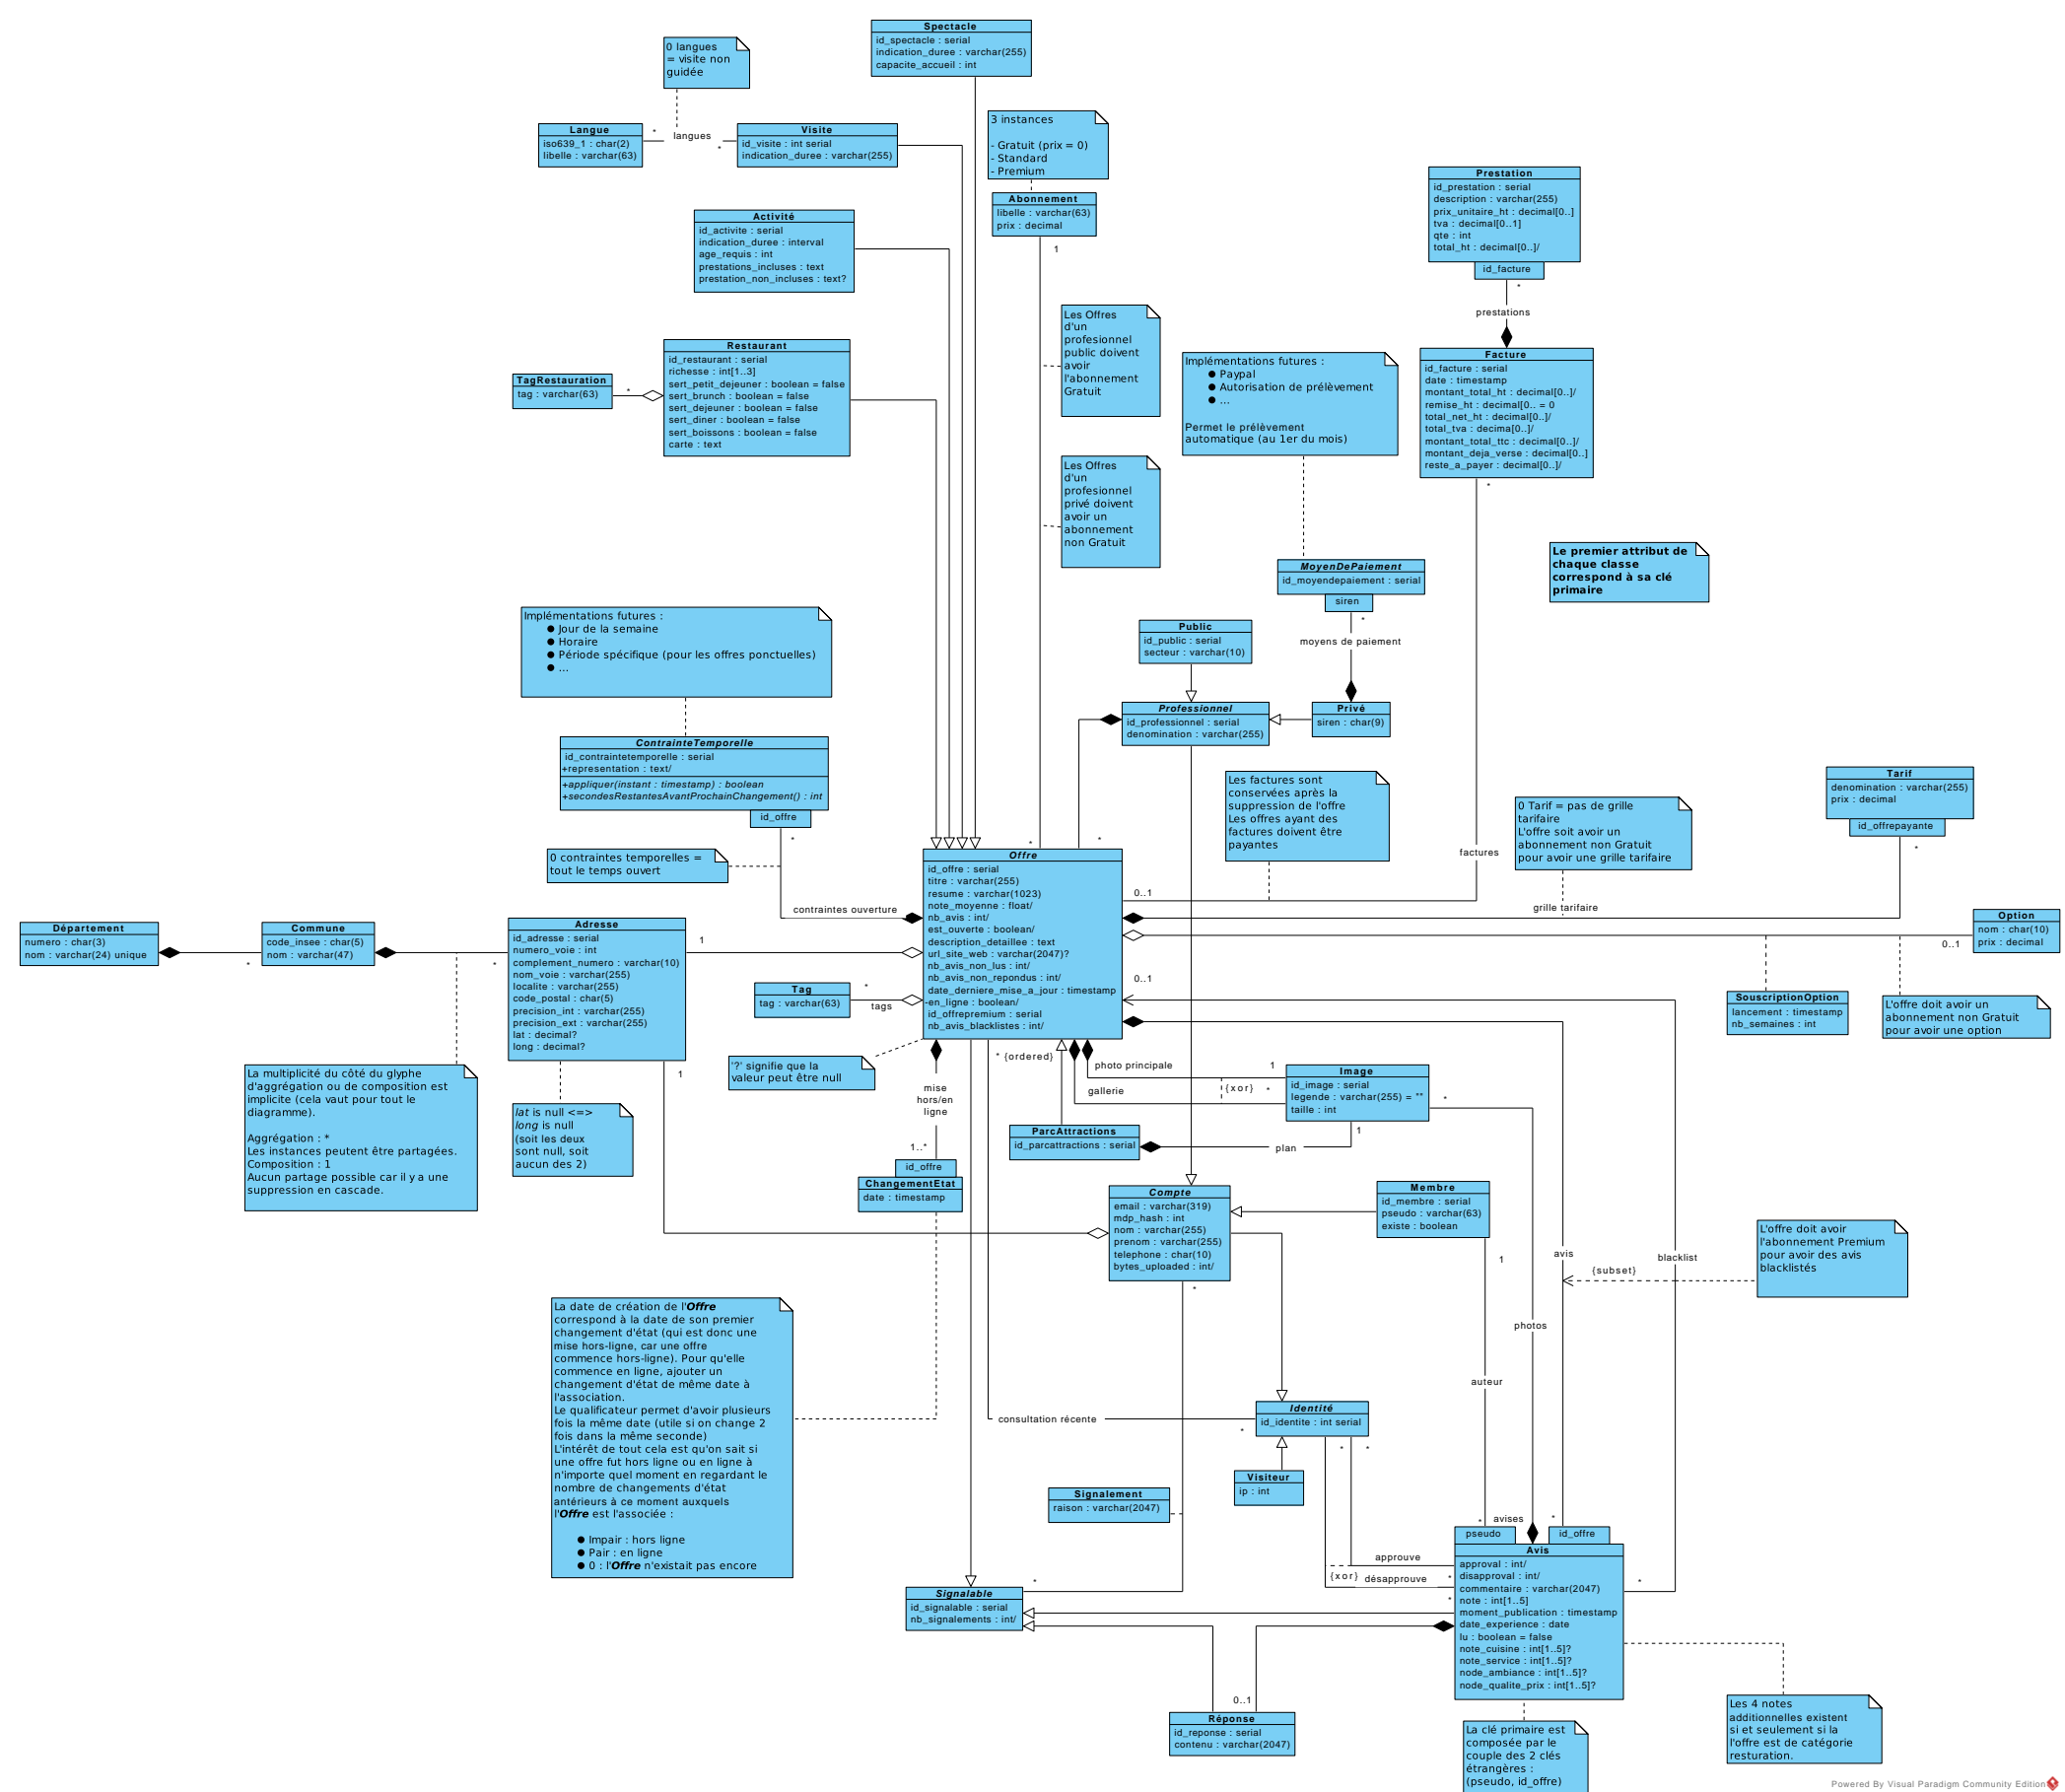 Spectacle
id_spectacle : serial
indication_duree : varchar(255)
capacite_accueil : int
0 langues
= visite non
guidée
Langue
iso639_1 : char(2)
libelle : varchar(63)
*
langues
*
Visite
id_visite : int serial
indication_duree : varchar(255)
3 instances
- Gratuit (prix = 0)
- Standard
- Premium
Abonnement
libelle : varchar(63)
prix : decimal
1
Prestation
id_prestation : serial
description : varchar(255)
prix_unitaire_ht : decimal[0..]
tva : decimal[0..1]
qte : int
total_ht : decimal[0..]/
id_facture
*
prestations
Activité
id_activite : serial
indication_duree : interval
age_requis : int
prestations_incluses : text
prestation_non_incluses : text?
Les Offres
d'un
profesionnel
public doivent
avoir
l'abonnement
Gratuit
Restaurant
id_restaurant : serial
richesse : int[1..3]
sert_petit_dejeuner : boolean = false
sert_brunch : boolean = false
sert_dejeuner : boolean = false
sert_diner : boolean = false
sert_boissons : boolean = false
carte : text
TagRestauration
tag : varchar(63)
*
Implémentations futures :
● Paypal
● Autorisation de prélèvement
● ...
Permet le prélèvement
automatique (au 1er du mois)
Facture
id_facture : serial
date : timestamp
montant_total_ht : decimal[0..]/
remise_ht : decimal[0.. = 0
total_net_ht : decimal[0..]/
total_tva : decima[0..]/
montant_total_ttc : decimal[0..]/
montant_deja_verse : decimal[0..]
reste_a_payer : decimal[0..]/
*
Les Offres
d'un
profesionnel
privé doivent
avoir un
abonnement
non Gratuit
Le premier attribut de
chaque classe
correspond à sa clé
primaire
MoyenDePaiement
id_moyendepaiement : serial
siren
*
moyens de paiement
Implémentations futures :
● Jour de la semaine
● Horaire
● Période spécifique (pour les offres ponctuelles)
● ...
Public
id_public : serial
secteur : varchar(10)
Professionnel
id_professionnel : serial
denomination : varchar(255)
Privé
siren : char(9)
ContrainteTemporelle
id_contraintetemporelle : serial
+representation : text/
+appliquer(instant : timestamp) : boolean
+secondesRestantesAvantProchainChangement() : int
id_offre
*
Les factures sont
conservées après la
suppression de l'offre
Les offres ayant des
factures doivent être
payantes
Tarif
denomination : varchar(255)
prix : decimal
id_offrepayante
*
0 Tarif = pas de grille
tarifaire
L'offre soit avoir un
abonnement non Gratuit
pour avoir une grille tarifaire
0 contraintes temporelles =
tout le temps ouvert
contraintes ouverture
*
*
factures
0..1
grille tarifaire
Offre
id_offre : serial
titre : varchar(255)
resume : varchar(1023)
note_moyenne : float/
nb_avis : int/
est_ouverte : boolean/
description_detaillee : text
url_site_web : varchar(2047)?
nb_avis_non_lus : int/
nb_avis_non_repondus : int/
date_derniere_mise_a_jour : timestamp
-en_ligne : boolean/
id_offrepremium : serial
nb_avis_blacklistes : int/
Département
numero : char(3)
nom : varchar(24) unique
*
Commune
code_insee : char(5)
nom : varchar(47)
*
Adresse
id_adresse : serial
numero_voie : int
complement_numero : varchar(10)
nom_voie : varchar(255)
localite : varchar(255)
code_postal : char(5)
precision_int : varchar(255)
precision_ext : varchar(255)
lat : decimal?
long : decimal?
1
1
Option
nom : char(10)
prix : decimal
0..1
0..1
SouscriptionOption
lancement : timestamp
nb_semaines : int
L'offre doit avoir un
abonnement non Gratuit
pour avoir une option
Tag
tag : varchar(63)
*
tags
'?' signifie que la
valeur peut être null
La multiplicité du côté du glyphe
d'aggrégation ou de composition est
implicite (cela vaut pour tout le
diagramme).
Aggrégation : *
Les instances peutent être partagées.
Composition : 1
Aucun partage possible car il y a une
suppression en cascade.
lat is null <=>
long is null
(soit les deux
sont null, soit
aucun des 2)
mise
hors/en
ligne
1..*
id_offre
ChangementEtat
date : timestamp
* {ordered}
photo principale
1
gallerie
{xor}
*
Image
id_image : serial
legende : varchar(255) = ""
taille : int
*
1
ParcAttractions
id_parcattractions : serial
plan
Compte
email : varchar(319)
mdp_hash : int
nom : varchar(255)
prenom : varchar(255)
telephone : char(10)
bytes_uploaded : int/
*
Membre
id_membre : serial
pseudo : varchar(63)
existe : boolean
1
avis
blacklist
{subset}
L'offre doit avoir
l'abonnement Premium
pour avoir des avis
blacklistés
photos
auteur
La date de création de l'Offre
correspond à la date de son premier
changement d'état (qui est donc une
mise hors-ligne, car une offre
commence hors-ligne). Pour qu'elle
commence en ligne, ajouter un
changement d'état de même date à
l'association.
Le qualificateur permet d'avoir plusieurs
fois la même date (utile si on change 2
fois dans la même seconde)
L'intérêt de tout cela est qu'on sait si
une offre fut hors ligne ou en ligne à
n'importe quel moment en regardant le
nombre de changements d'état
antérieurs à ce moment auxquels
l'Offre est l'associée :
● Impair : hors ligne
● Pair : en ligne
● 0 : l'Offre n'existait pas encore
consultation récente
*
Identité
id_identite : int serial
*
*
Visiteur
ip : int
Signalement
raison : varchar(2047)
*
avises
*
pseudo
id_offre
Avis
approval : int/
disapproval : int/
commentaire : varchar(2047)
note : int[1..5]
moment_publication : timestamp
date_experience : date
lu : boolean = false
note_cuisine : int[1..5]?
note_service : int[1..5]?
node_ambiance : int[1..5]?
node_qualite_prix : int[1..5]?
approuve
{xor}
désapprouve
*
*
*
*
Signalable
id_signalable : serial
nb_signalements : int/
0..1
Réponse
id_reponse : serial
contenu : varchar(2047)
Les 4 notes
additionnelles existent
si et seulement si la
l'offre est de catégorie
resturation.
La clé primaire est
composée par le
couple des 2 clés
étrangères :
(pseudo, id_offre)
Powered By Visual Paradigm Community Edition